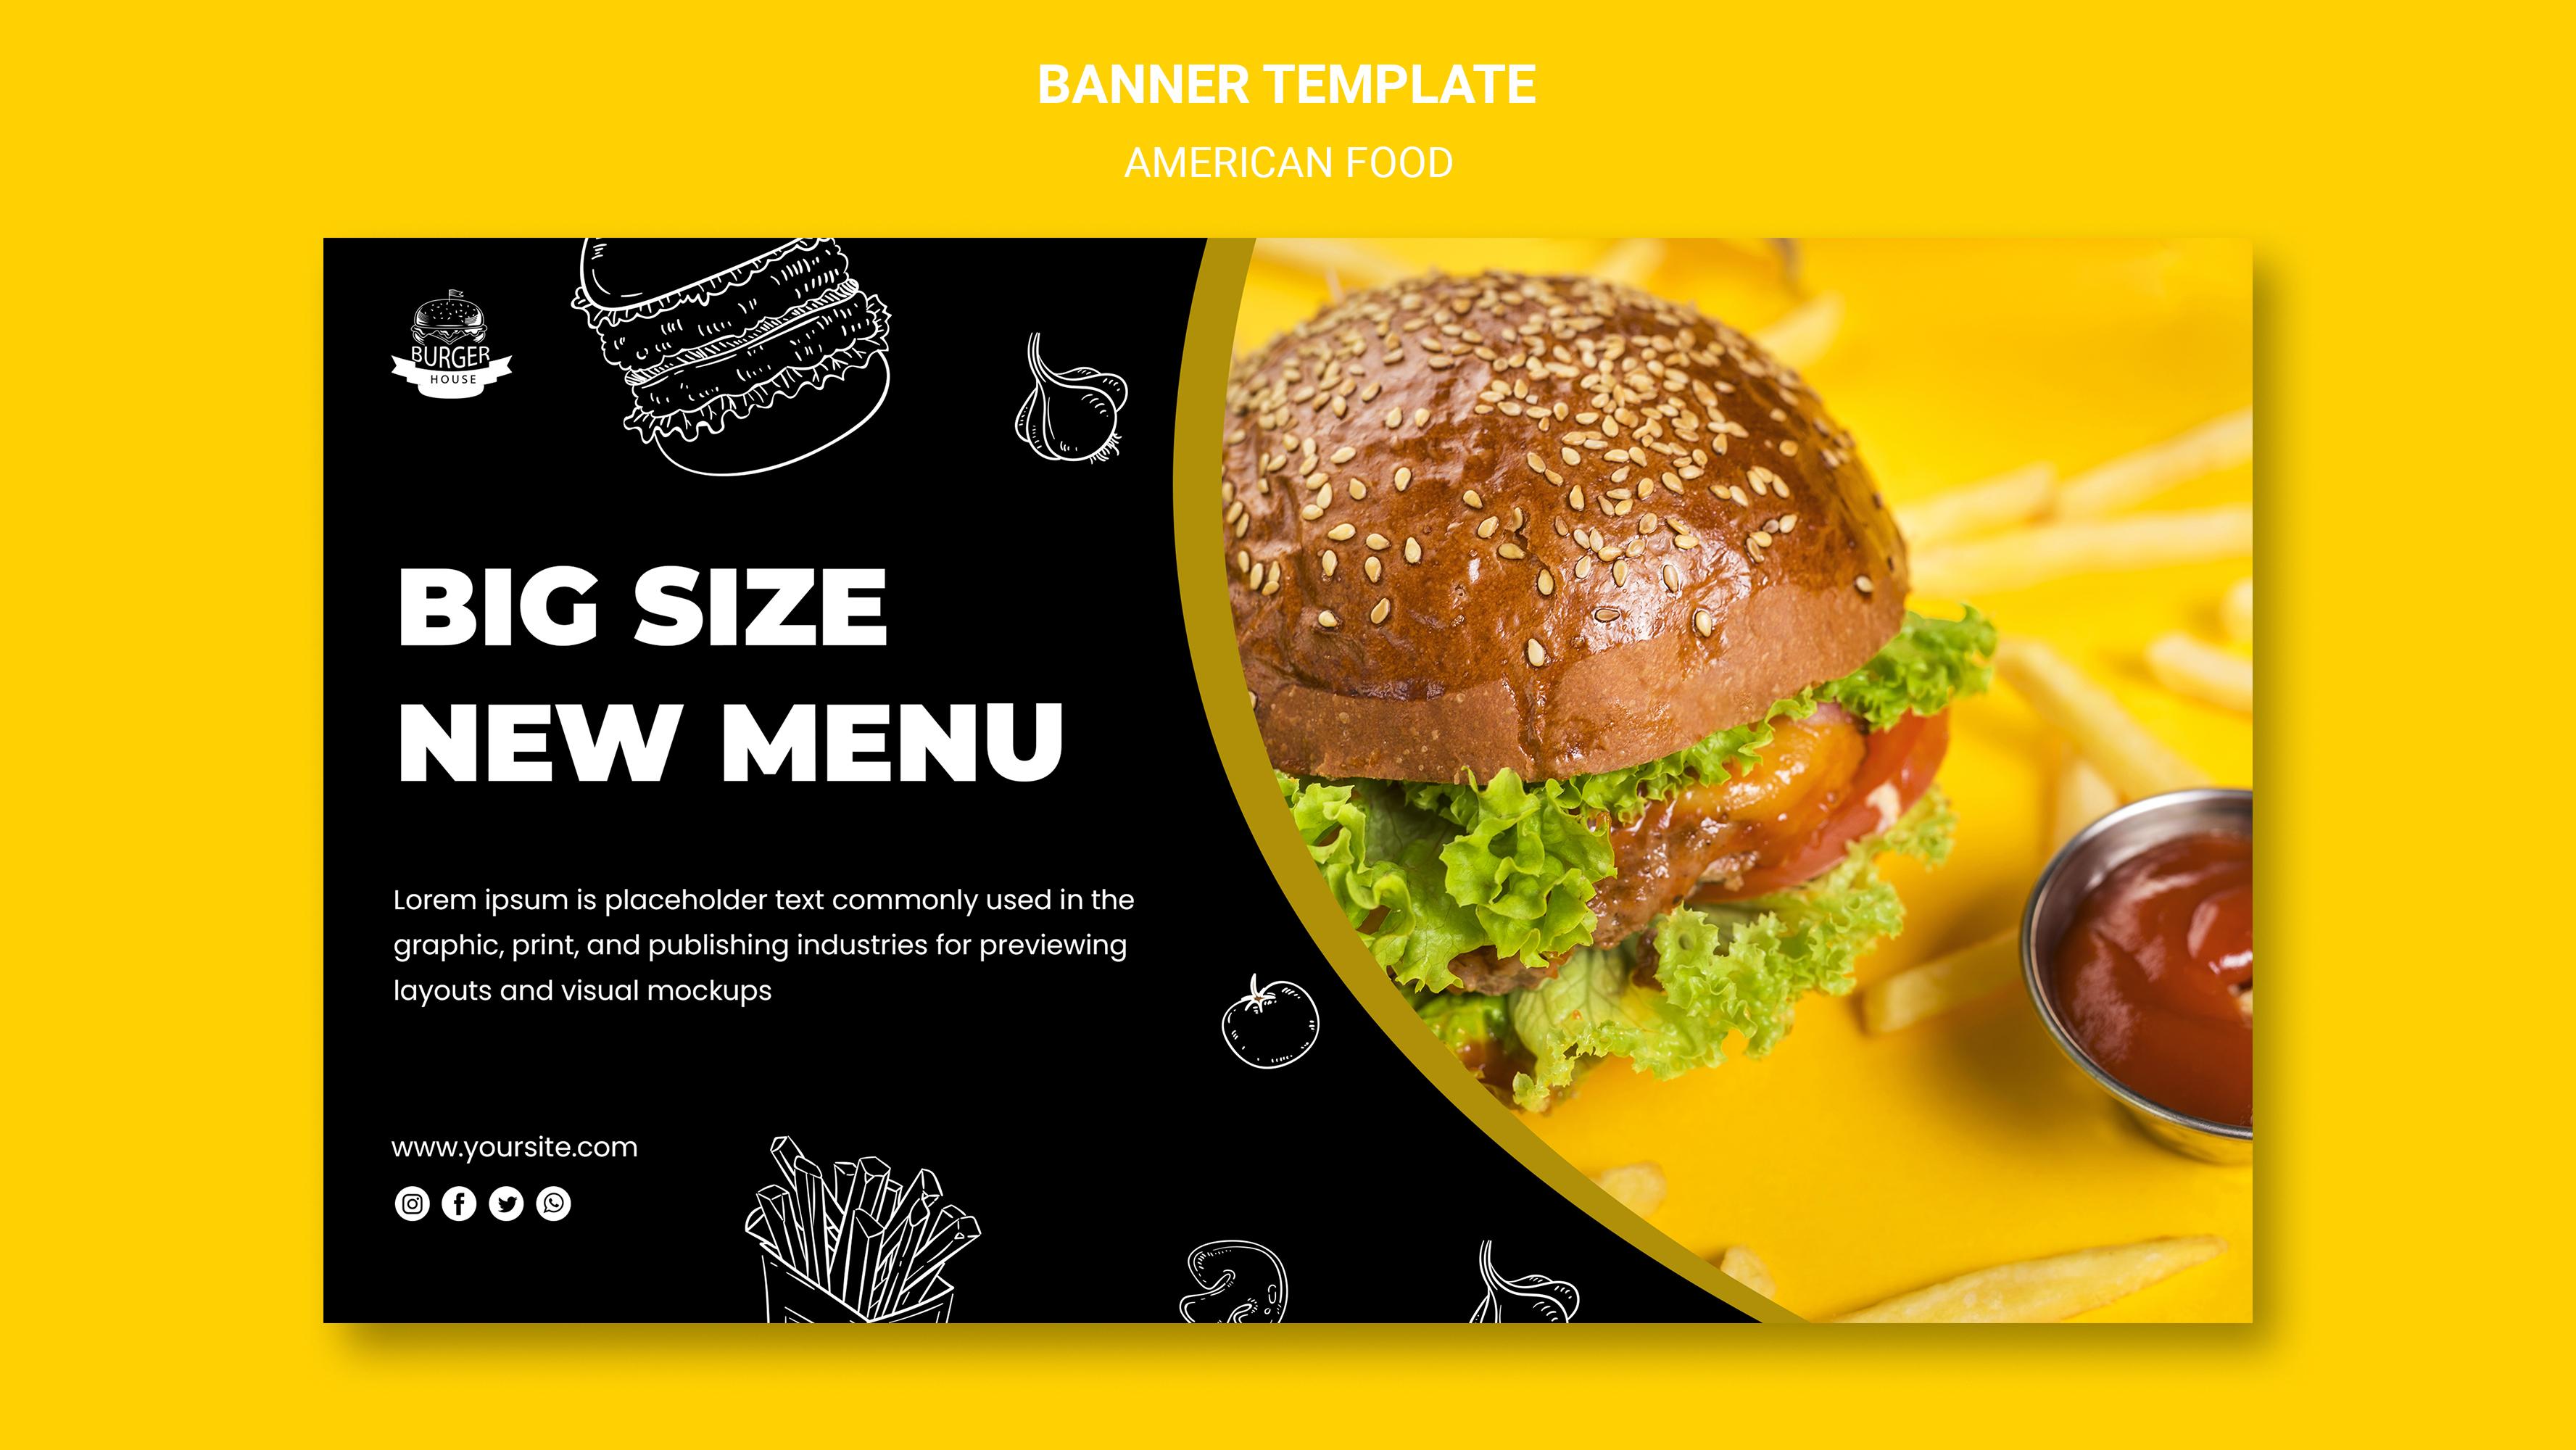 BANNER TEMPLATE
AMERICAN FOOD
BURGER
HOUSE
BIG SIZE
NEW MENU
Lorem ipsum is placeholder text commonly used in the
graphic, print, and publishing industries for previewing
layouts and visual mockups
www.yoursite.com